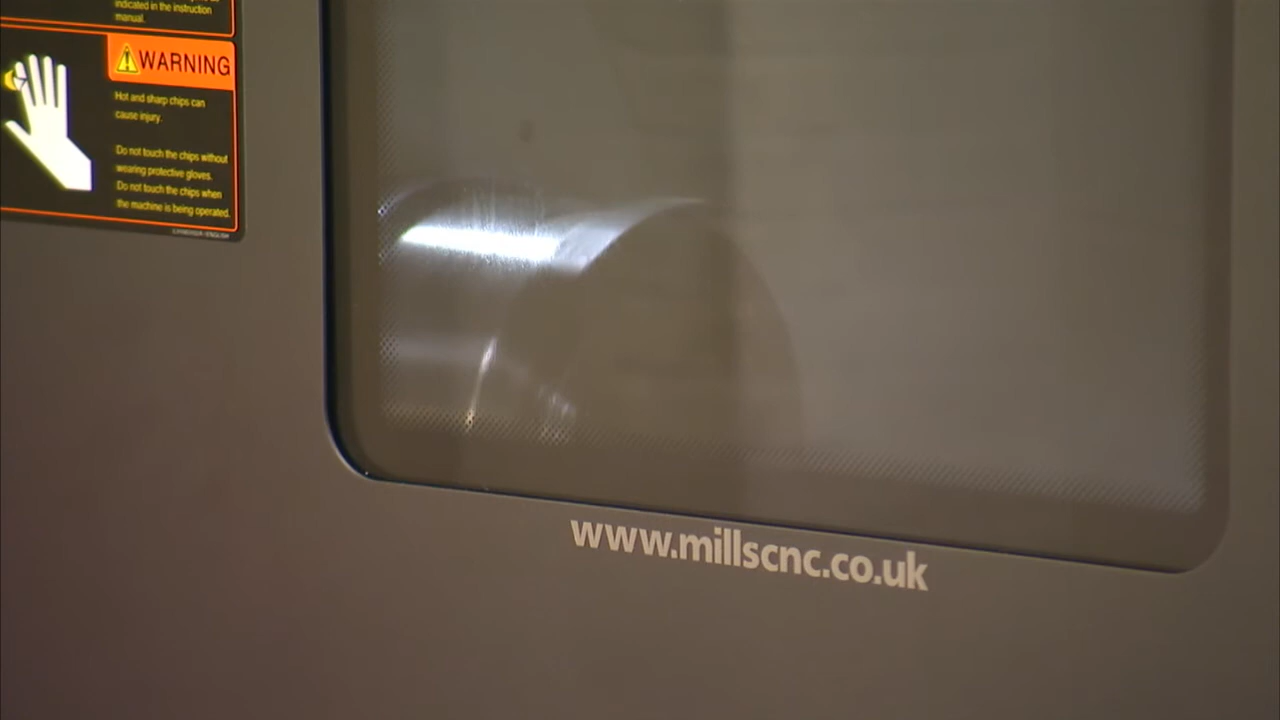 indicated in the instruction
manual.
WARNING
Hot and sharp chips can
cause injury.
Do not touch the chips without
wearing protective gloves.
Do not touch the chips when
the machine is being operated.
www.millscnc.co.uk